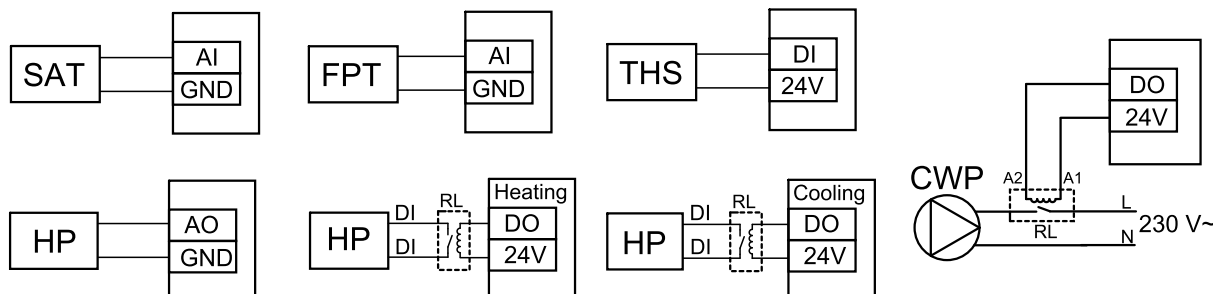 SAT
AI
GND
FPT
AI
GND
THS
DI
24V
DO
24V
HP
AO
GND
HP
DI
DI
RL
Heating
DO
24V
HP
DI
DI
RL
Cooling
DO
24V
CWP
A2
A1
RL
L
N
230 V~